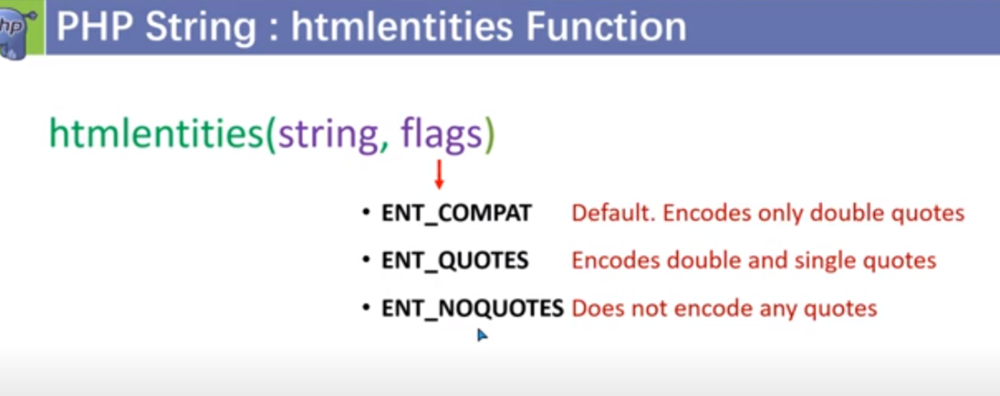 hp
PHP String : htmlentities Function
htmlentities(string, flags)
• ENT_COMPAT Default. Encodes only double quotes
• ENT_QUOTES Encodes double and single quotes
• ENT_NOQUOTES Does not encode any quotes